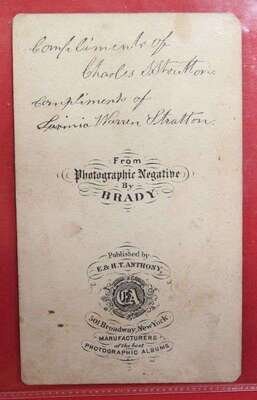 Compliments of
Charles S Stratton
Compliments of
Lavinia Warren Stratton.
From
Photographic Negative
By
BRADY
Published by
E. & H. T. ANTHONY,
EA
501 Broadway, New York
MANUFACTURERS
of the best
PHOTOGRAPHIC ALBUMS